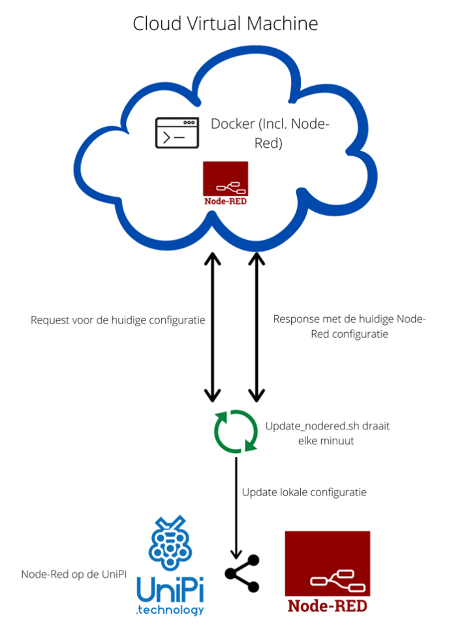 Cloud Virtual Machine
Docker (Incl. Node-
Red)
Node-RED
Request voor de huidige configuratie
Response met de huidige Node-
Red configuratie
Update_nodered.sh draait
elke minuut
Update lokale configuratie
Node-Red op de UniPI
UniPi
.technology
Node-RED